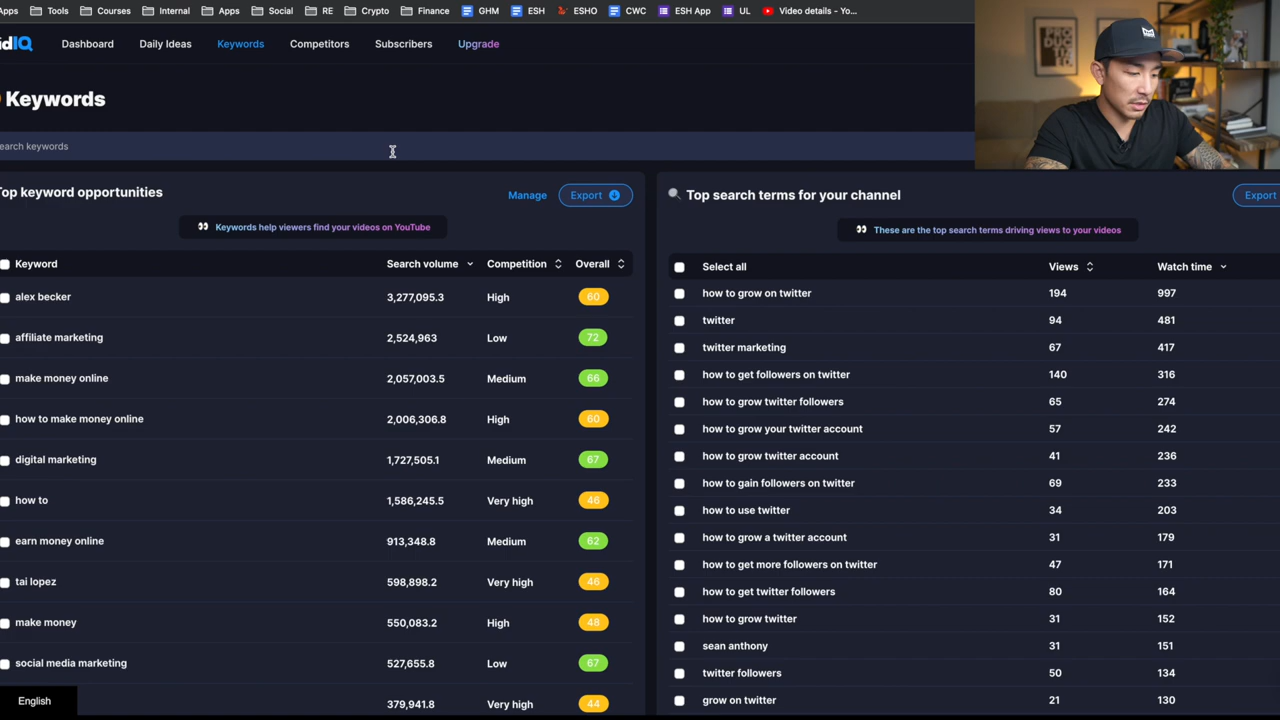 Apps Tools Courses Internal Apps Social RE Crypto Finance GHM ESH ESHO CWC ESH App UL Video details - Yo...
idIQ Dashboard Daily Ideas Keywords Competitors Subscribers Upgrade
Keywords
earch keywords
Top keyword opportunities
Manage Export
Keywords help viewers find your videos on YouTube
Keyword Search volume Competition Overall
alex becker 3,277,095.3 High 60
affiliate marketing 2,524,963 Low 72
make money online 2,057,003.5 Medium 66
how to make money online 2,006,306.8 High 60
digital marketing 1,727,505.1 Medium 67
how to 1,586,245.5 Very high 46
earn money online 913,348.8 Medium 62
tai lopez 598,898.2 Very high 46
make money 550,083.2 High 48
social media marketing 527,655.8 Low 67
379,941.8 Very high 44
English
Top search terms for your channel
Export
These are the top search terms driving views to your videos
Select all Views Watch time
how to grow on twitter 194 997
twitter 94 481
twitter marketing 67 417
how to get followers on twitter 140 316
how to grow twitter followers 65 274
how to grow your twitter account 57 242
how to grow twitter account 41 236
how to gain followers on twitter 69 233
how to use twitter 34 203
how to grow a twitter account 31 179
how to get more followers on twitter 47 171
how to get twitter followers 80 164
how to grow twitter 31 152
sean anthony 31 151
twitter followers 50 134
grow on twitter 21 130